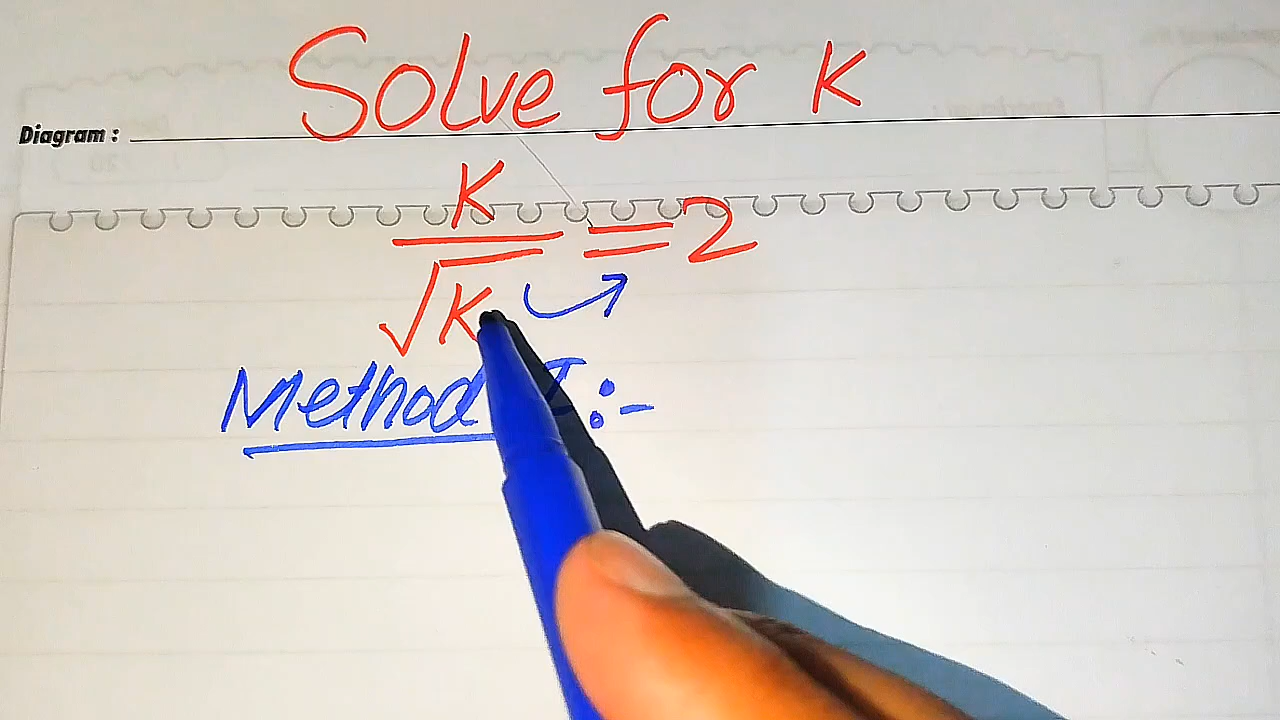 Solve for K
Diagram :
K
√K = 2
Method I :-